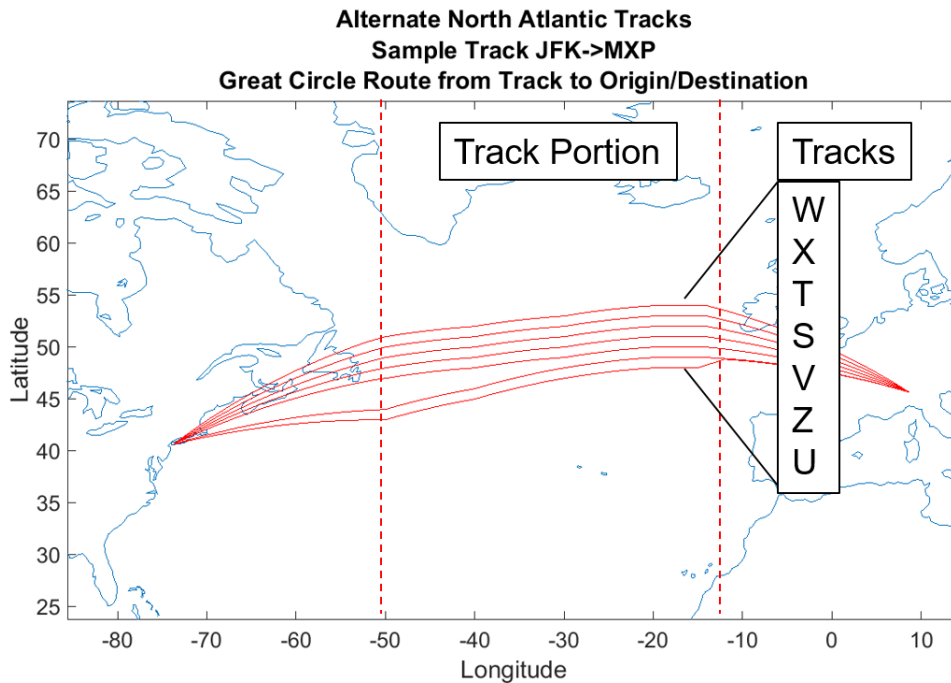 Alternate North Atlantic Tracks
Sample Track JFK->MXP
Great Circle Route from Track to Origin/Destination
Track Portion
Tracks
W
X
T
S
V
Z
U
Latitude
70
65
60
55
50
45
40
35
30
25
-80
-70
-60
-50
-40
-30
-20
-10
0
10
Longitude